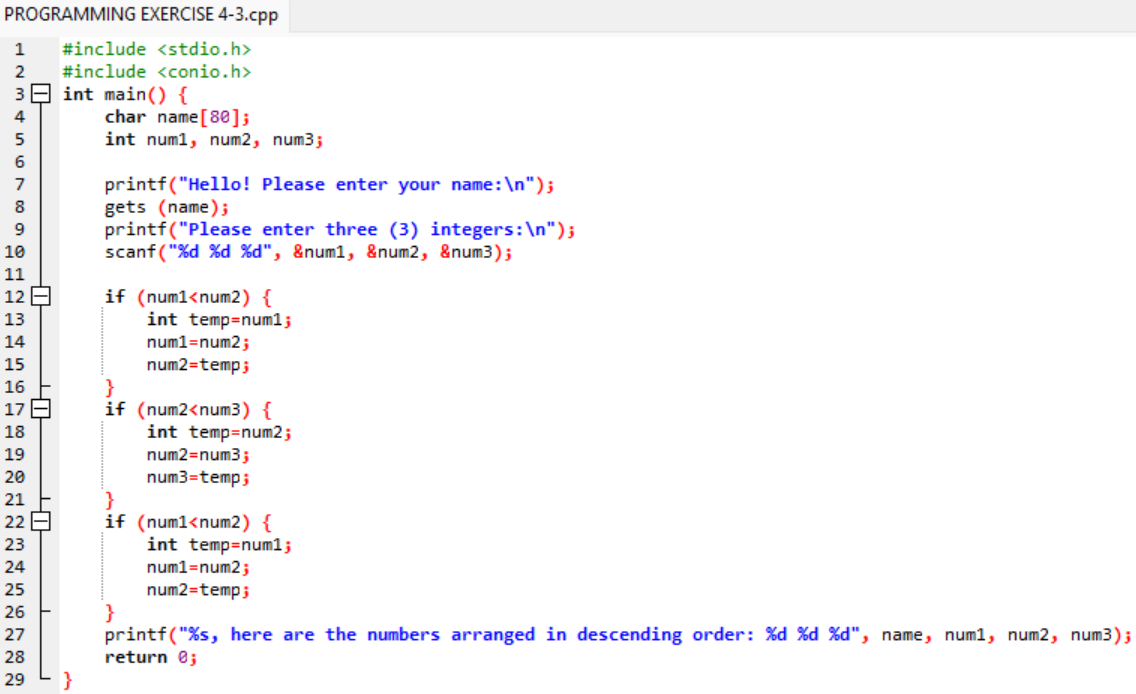 PROGRAMMING EXERCISE 4-3.cpp
1 #include <stdio.h>
2 #include <conio.h>
3 int main() {
4     char name[80];
5     int num1, num2, num3;
6
7     printf("Hello! Please enter your name:\n");
8     gets (name);
9     printf("Please enter three (3) integers:\n");
10     scanf("%d %d %d", &num1, &num2, &num3);
11
12     if (num1<num2) {
13         int temp=num1;
14         num1=num2;
15         num2=temp;
16     }
17     if (num2<num3) {
18         int temp=num2;
19         num2=num3;
20         num3=temp;
21     }
22     if (num1<num2) {
23         int temp=num1;
24         num1=num2;
25         num2=temp;
26     }
27     printf("%s, here are the numbers arranged in descending order: %d %d %d", name, num1, num2, num3);
28     return 0;
29 }